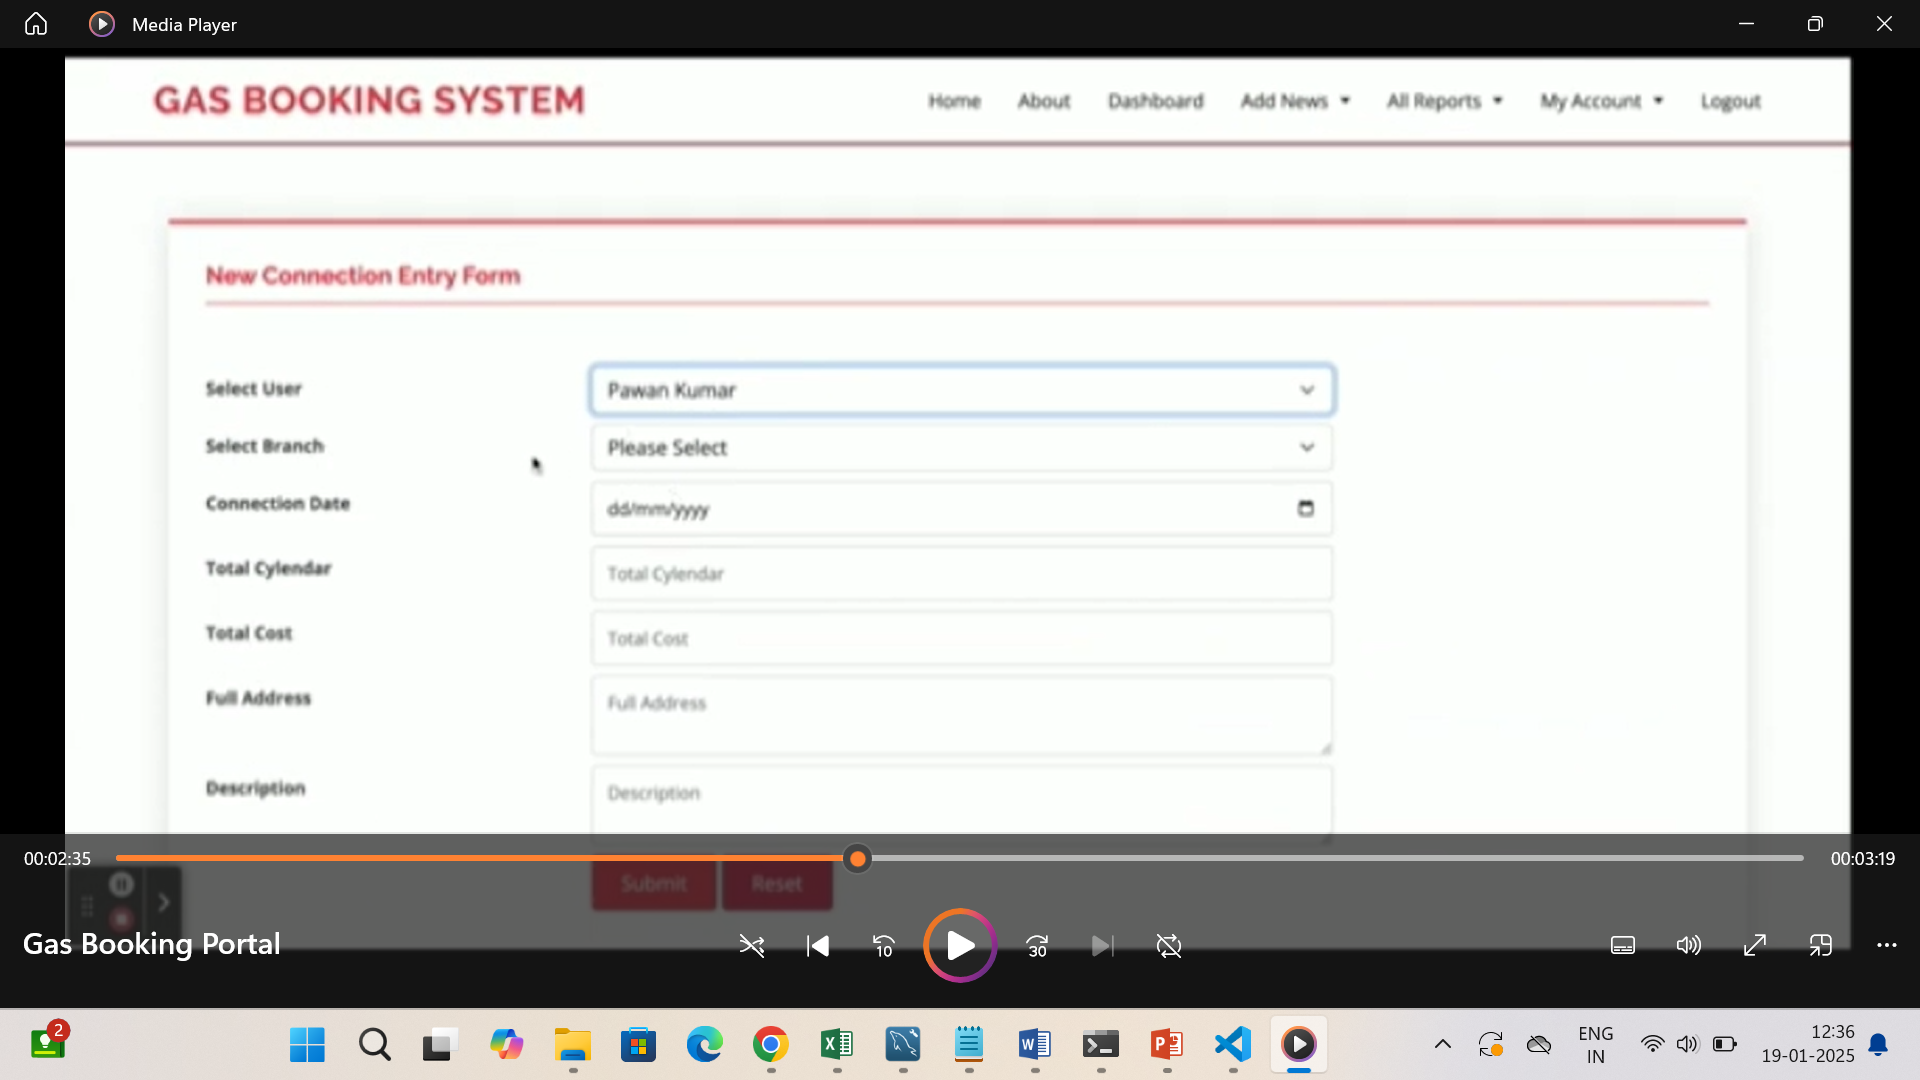 Media Player
GAS BOOKING SYSTEM
Home About Dashboard Add News All Reports My Account Logout
New Connection Entry Form
Select User Pawan Kumar
Select Branch Please Select
Connection Date dd/mm/yyyy
Total Cylendar Total Cylendar
Total Cost Total Cost
Full Address Full Address
Description Description
00:02:35 00:03:19
Submit Reset
Gas Booking Portal 10 30
2 ENG 12:36
IN 19-01-2025